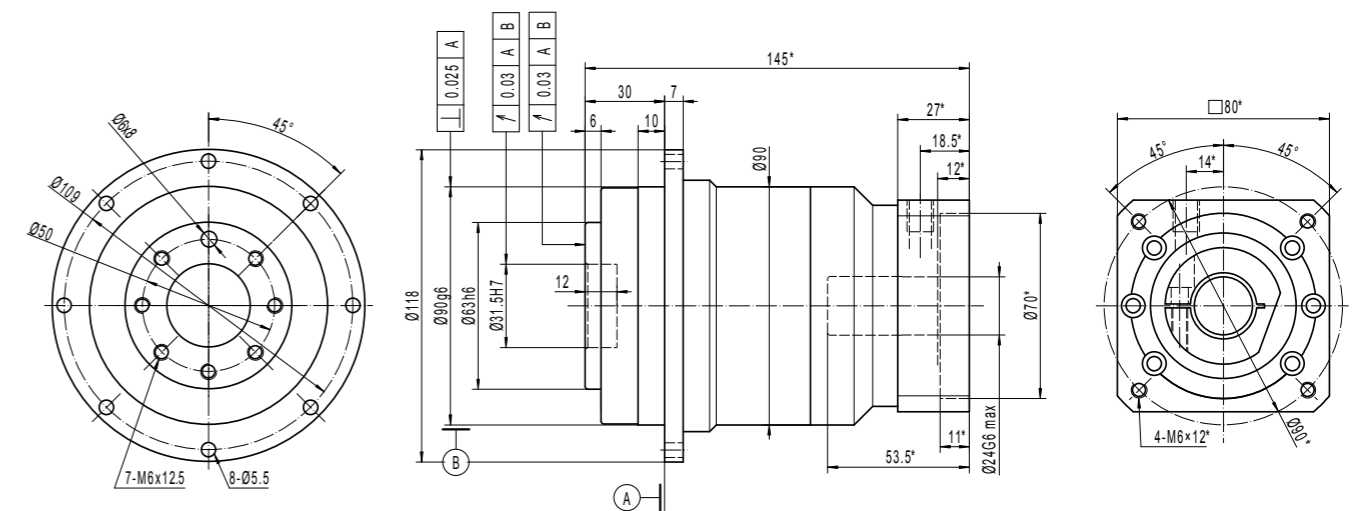 45°
Ø6x8
Ø109
Ø50
7-M6x12.5
8-Ø5.5
⊥ 0.025 A
↗ 0.03 A B
↗ 0.03 A B
145*
30
7
27*
6
10
18.5*
12*
Ø118
Ø90g6
Ø63h6
Ø31.5H7
12
Ø90
Ø70*
Ø24G6 max
11*
53.5*
B
A
□80*
45°
45°
14*
Ø90*
4-M6×12*